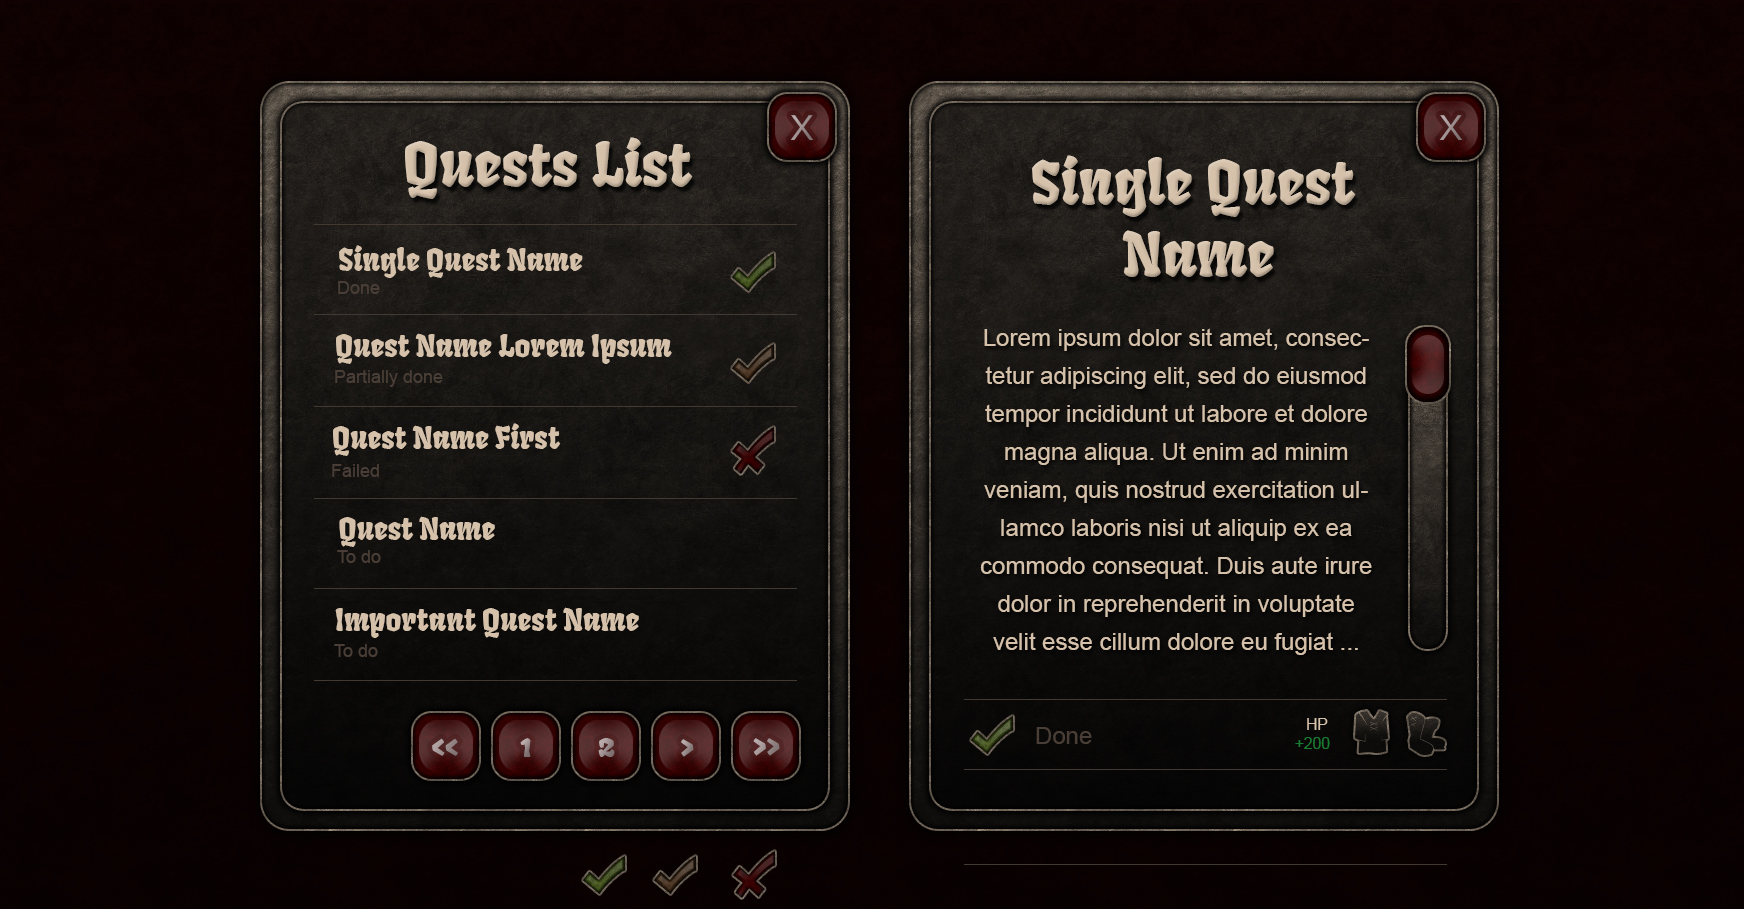 X
Quests List
Single Quest Name
Done
Quest Name Lorem Ipsum
Partially done
Quest Name First
Failed
Quest Name
To do
Important Quest Name
To do
<< 1 2 > >>
X
Single Quest
Name
Lorem ipsum dolor sit amet, consec-
tetur adipiscing elit, sed do eiusmod
tempor incididunt ut labore et dolore
magna aliqua. Ut enim ad minim
veniam, quis nostrud exercitation ul-
lamco laboris nisi ut aliquip ex ea
commodo consequat. Duis aute irure
dolor in reprehenderit in voluptate
velit esse cillum dolore eu fugiat ...
Done
HP
+200